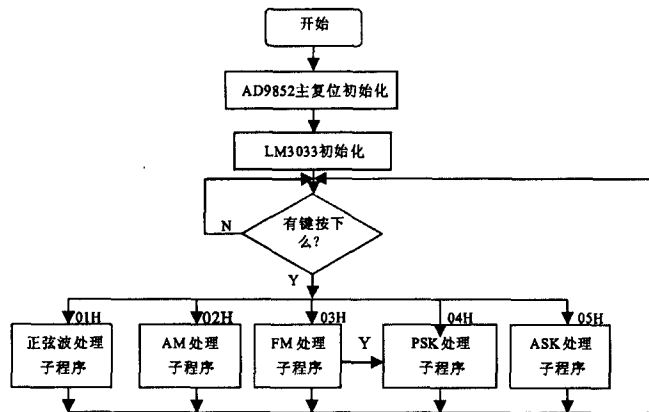 开始
AD9852主复位初始化
LM3033初始化
有键按下
么?
N
Y
01H
02H
03H
04H
05H
正弦波处理
子程序
AM处理
子程序
FM处理
子程序
Y
PSK处理
子程序
ASK处理
子程序